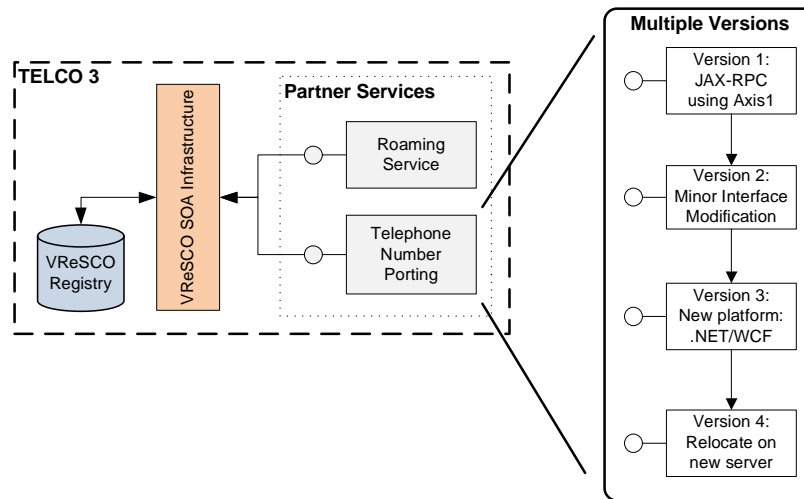 TELCO 3
VReSCO
Registry
VReSCO SOA Infrastructure
Partner Services
Roaming
Service
Telephone
Number
Porting
Multiple Versions
Version 1:
JAX-RPC
using Axis1
Version 2:
Minor Interface
Modification
Version 3:
New platform:
.NET/WCF
Version 4:
Relocate on
new server